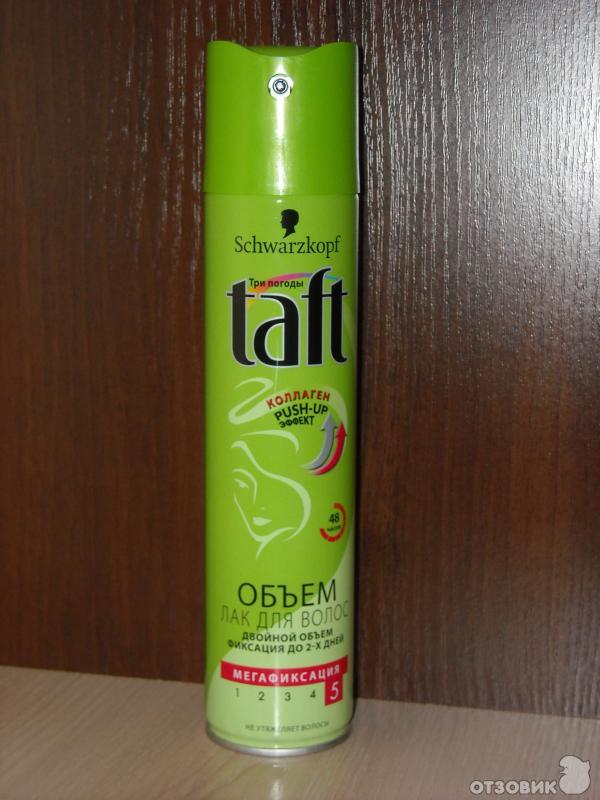 Schwarzkopf
Три погоды
taft
КОЛЛАГЕН
PUSH-UP
ЭФФЕКТ
48
часов
ОБЪЕМ
ЛАК ДЛЯ ВОЛОС
ДВОЙНОЙ ОБЪЕМ
ФИКСАЦИЯ ДО 2-Х ДНЕЙ
МЕГАФИКСАЦИЯ
1 2 3 4 5
НЕ УТЯЖЕЛЯЕТ ВОЛОСЫ
ОТЗОВИК